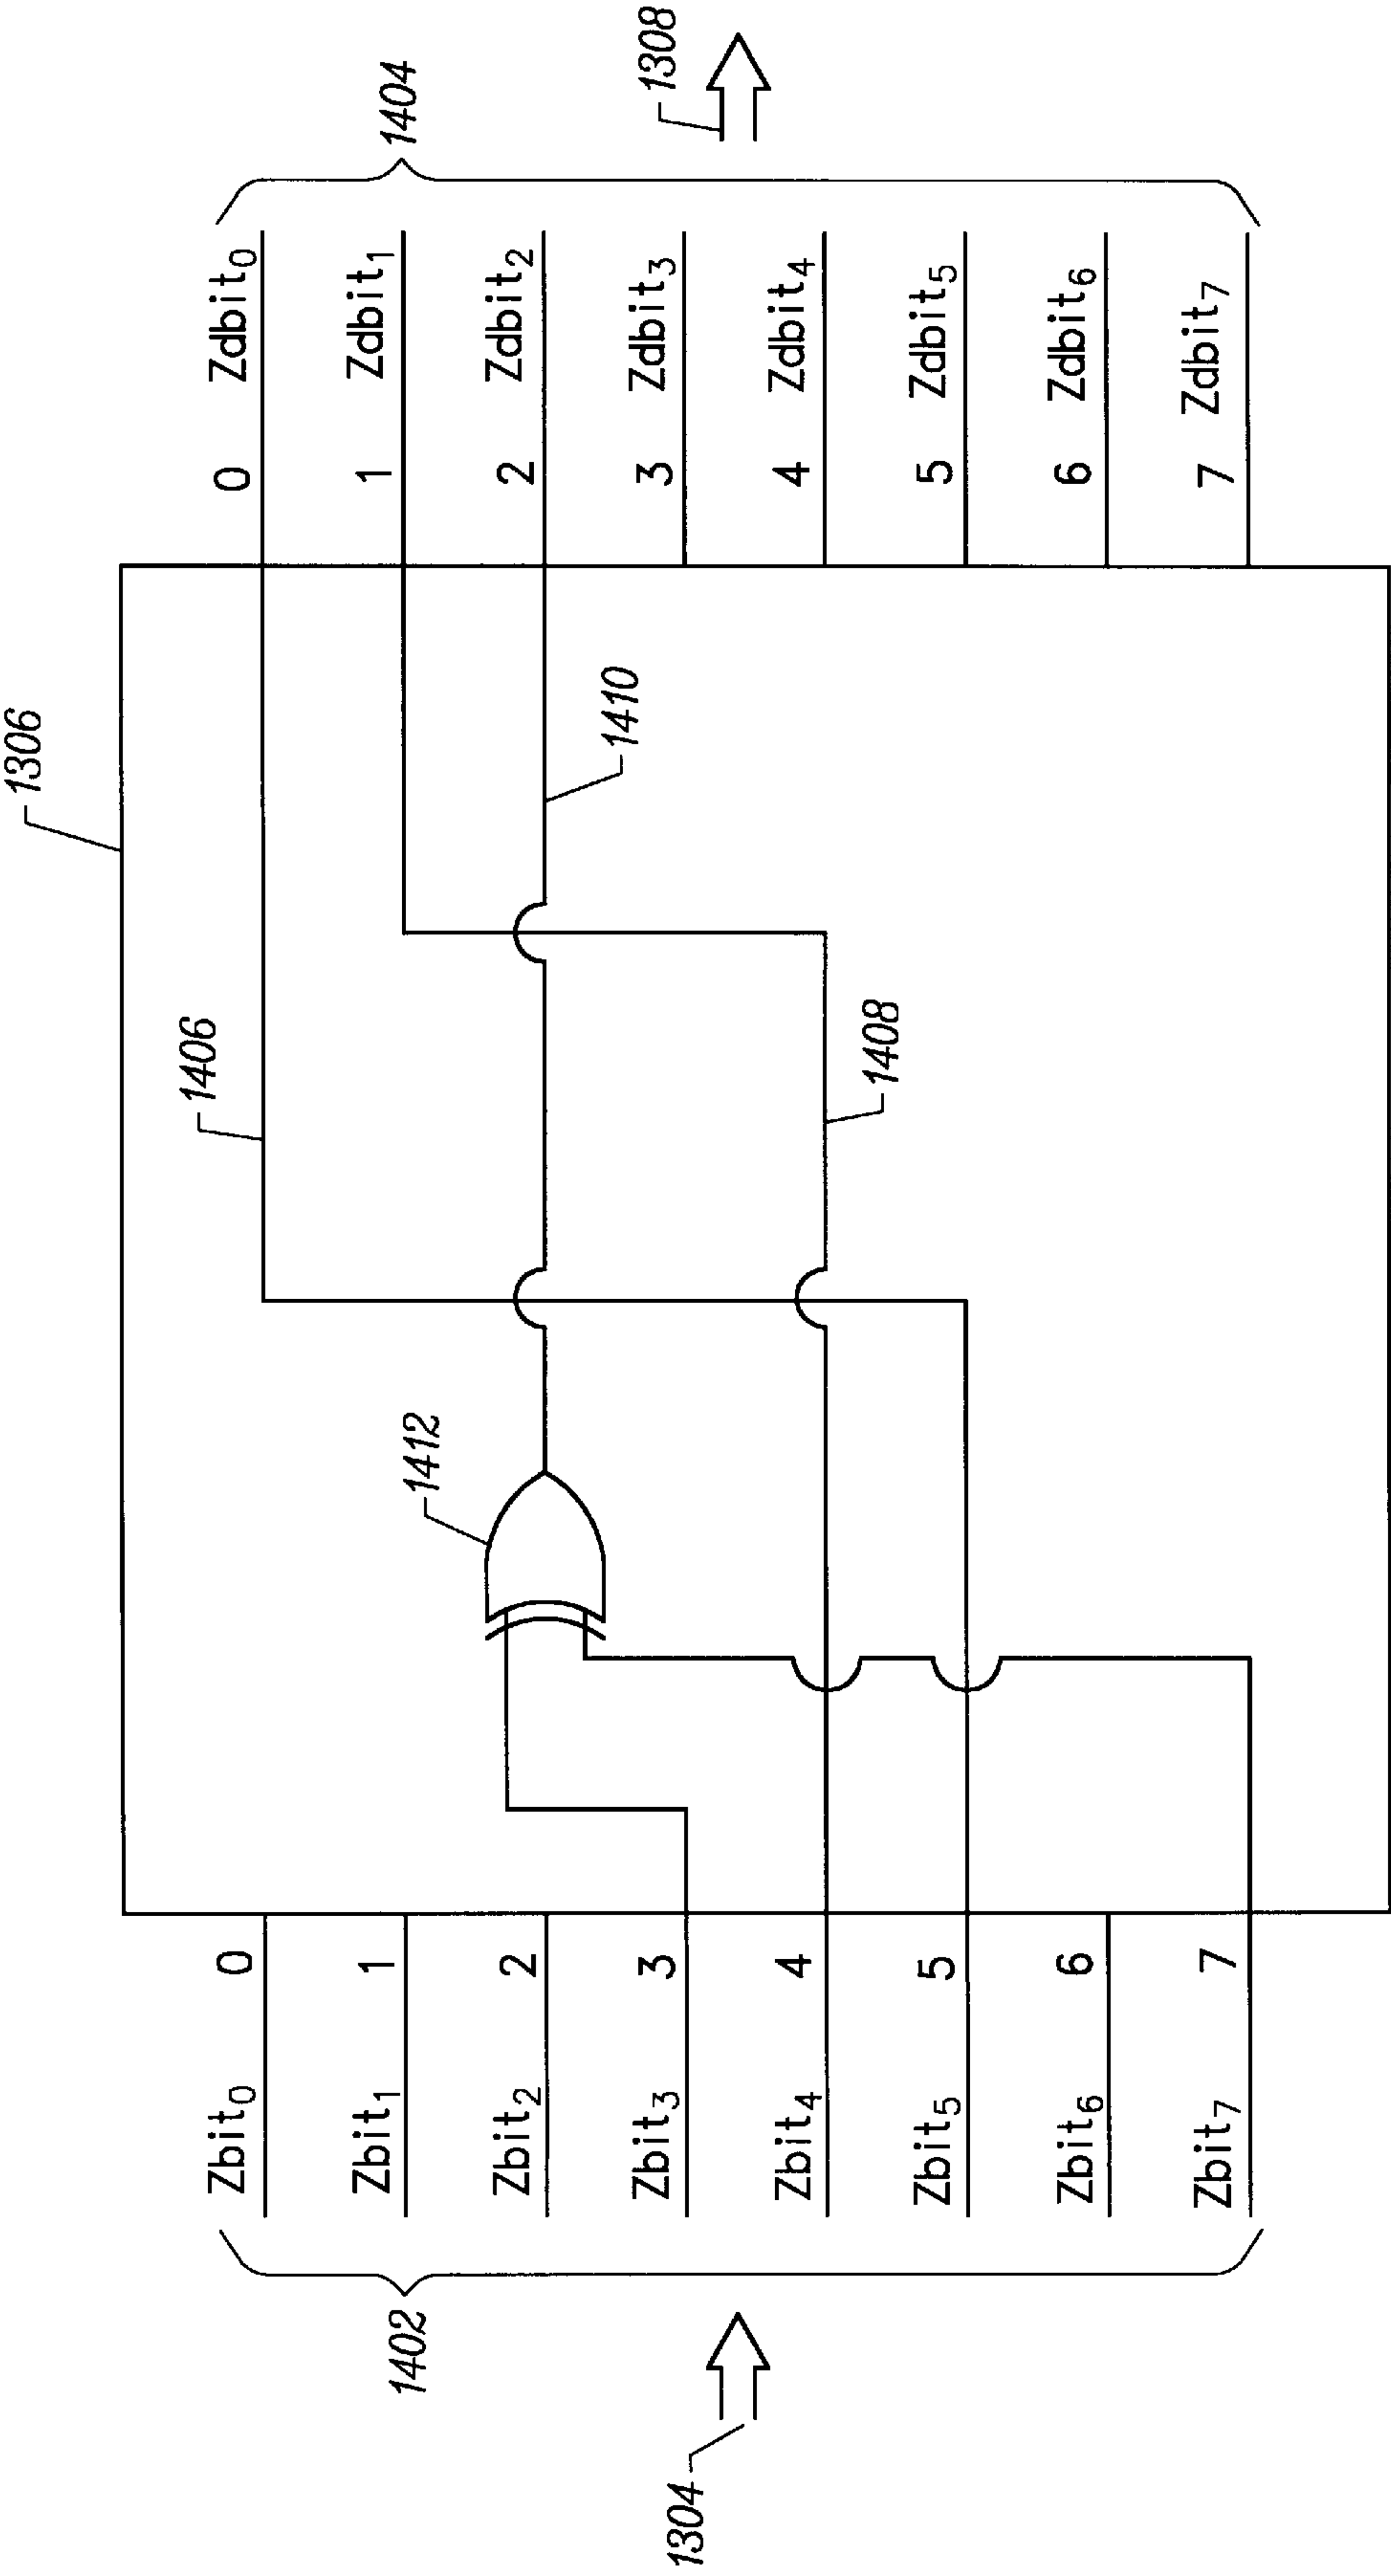 1306
1304
1402
Zbit0 0
Zbit1 1
Zbit2 2
Zbit3 3
Zbit4 4
Zbit5 5
Zbit6 6
Zbit7 7
1412
1406
1408
1410
0 Zdbit0
1 Zdbit1
2 Zdbit2
3 Zdbit3
4 Zdbit4
5 Zdbit5
6 Zdbit6
7 Zdbit7
1404
1308